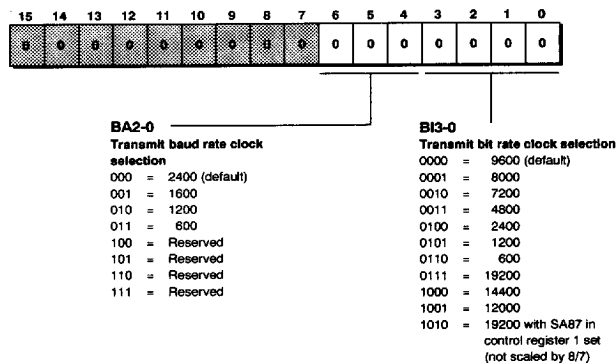 15 14 13 12 11 10 9 8 7 6 5 4 3 2 1 0
0 0 0 0 0 0 0 0 0 0 0 0 0 0 0 0
BA2-0
Transmit baud rate clock
selection
000 = 2400 (default)
001 = 1600
010 = 1200
011 = 600
100 = Reserved
101 = Reserved
110 = Reserved
111 = Reserved
BI3-0
Transmit bit rate clock selection
0000 = 9600 (default)
0001 = 8000
0010 = 7200
0011 = 4800
0100 = 2400
0101 = 1200
0110 = 600
0111 = 19200
1000 = 14400
1001 = 12000
1010 = 19200 with SA87 in
control register 1 set
(not scaled by 8/7)